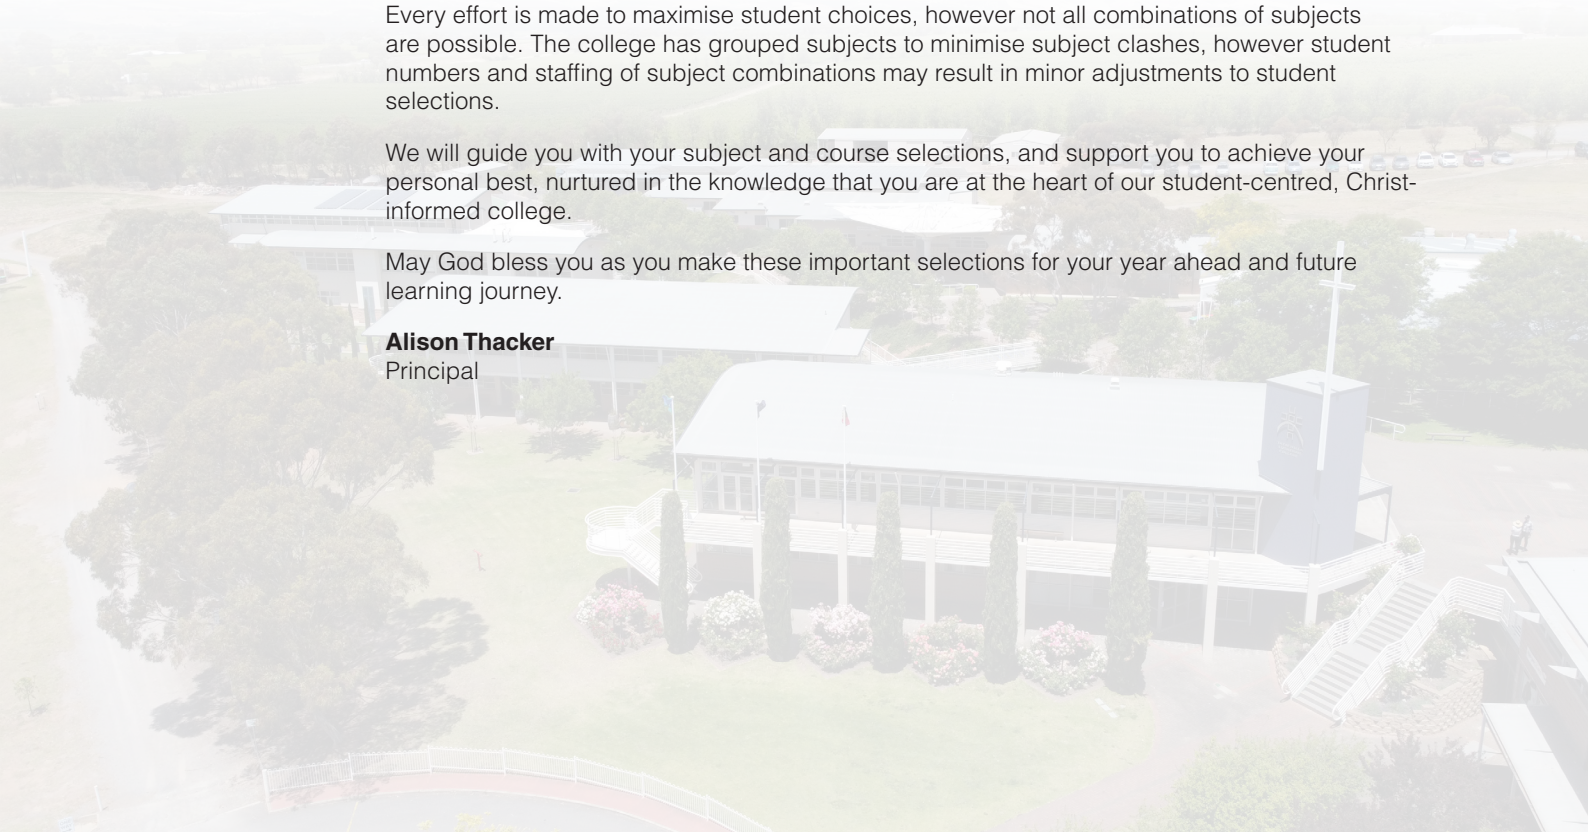 Every effort is made to maximise student choices, however not all combinations of subjects
are possible. The college has grouped subjects to minimise subject clashes, however student
numbers and staffing of subject combinations may result in minor adjustments to student
selections.
We will guide you with your subject and course selections, and support you to achieve your
personal best, nurtured in the knowledge that you are at the heart of our student-centred, Christ-
informed college.
May God bless you as you make these important selections for your year ahead and future
learning journey.
Alison Thacker
Principal